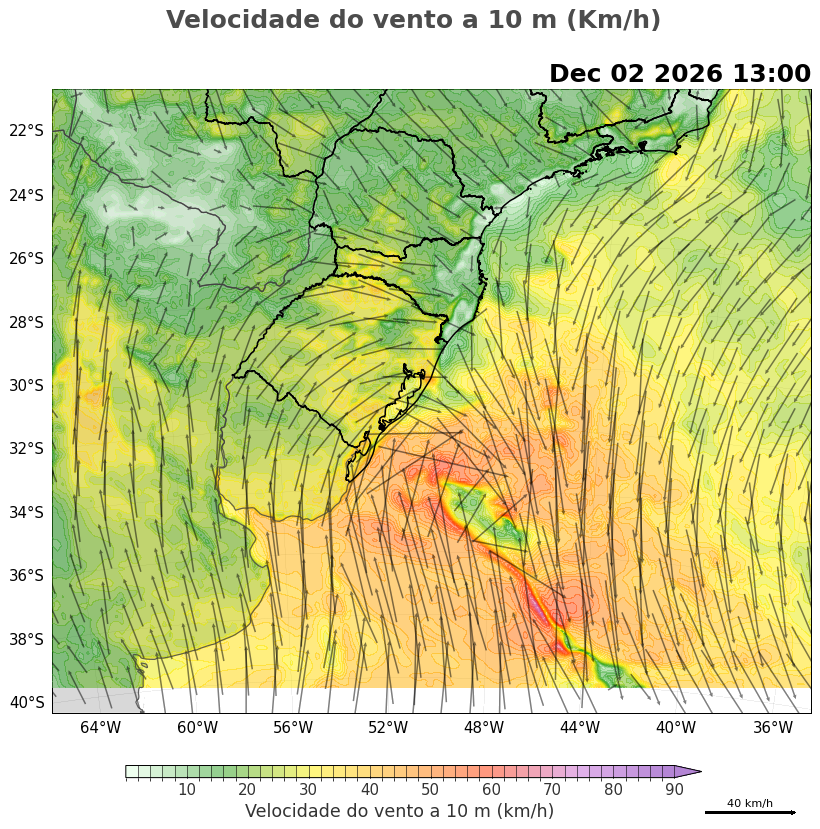 Velocidade do vento a 10 m (Km/h)
Dec 02 2026 13:00
22°S
24°S
26°S
28°S
30°S
32°S
34°S
36°S
38°S
40°S
64°W 60°W 56°W 52°W 48°W 44°W 40°W 36°W
10 20 30 40 50 60 70 80 90
Velocidade do vento a 10 m (km/h)
40 km/h